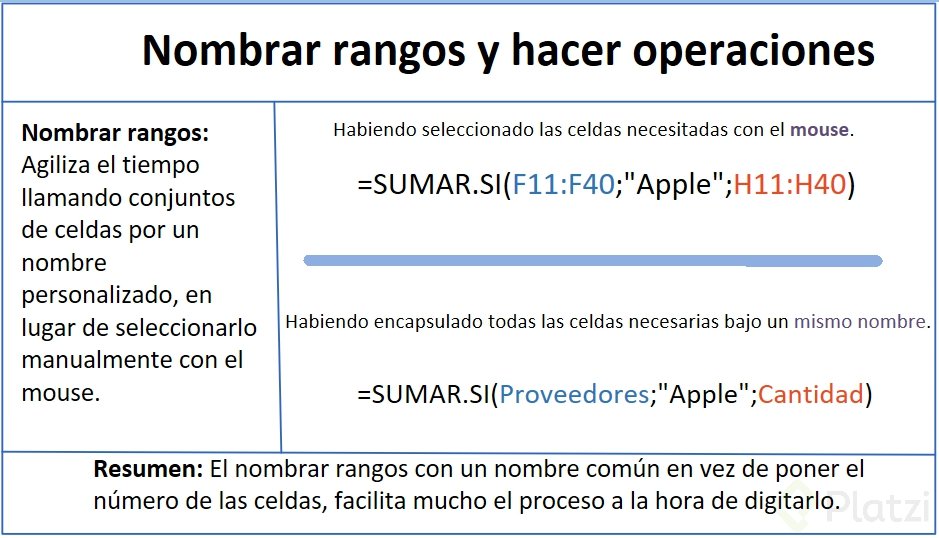 Nombrar rangos y hacer operaciones
Nombrar rangos:
Agiliza el tiempo
llamando conjuntos
de celdas por un
nombre
personalizado, en
lugar de seleccionarlo
manualmente con el
mouse.
Habiendo seleccionado las celdas necesitadas con el mouse.
=SUMAR.SI(F11:F40;"Apple";H11:H40)
Habiendo encapsulado todas las celdas necesarias bajo un mismo nombre.
=SUMAR.SI(Proveedores;"Apple";Cantidad)
Resumen: El nombrar rangos con un nombre común en vez de poner el
número de las celdas, facilita mucho el proceso a la hora de digitarlo.
Platzi